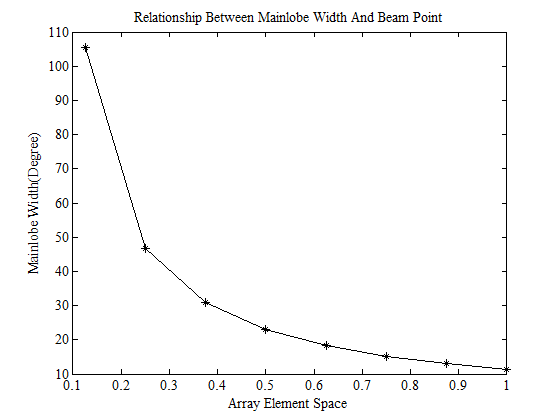 Relationship Between Mainlobe Width And Beam Point
110
100
90
80
70
60
50
40
30
20
10
Mainlobe Width(Degree)
0.1 0.2 0.3 0.4 0.5 0.6 0.7 0.8 0.9 1
Array Element Space